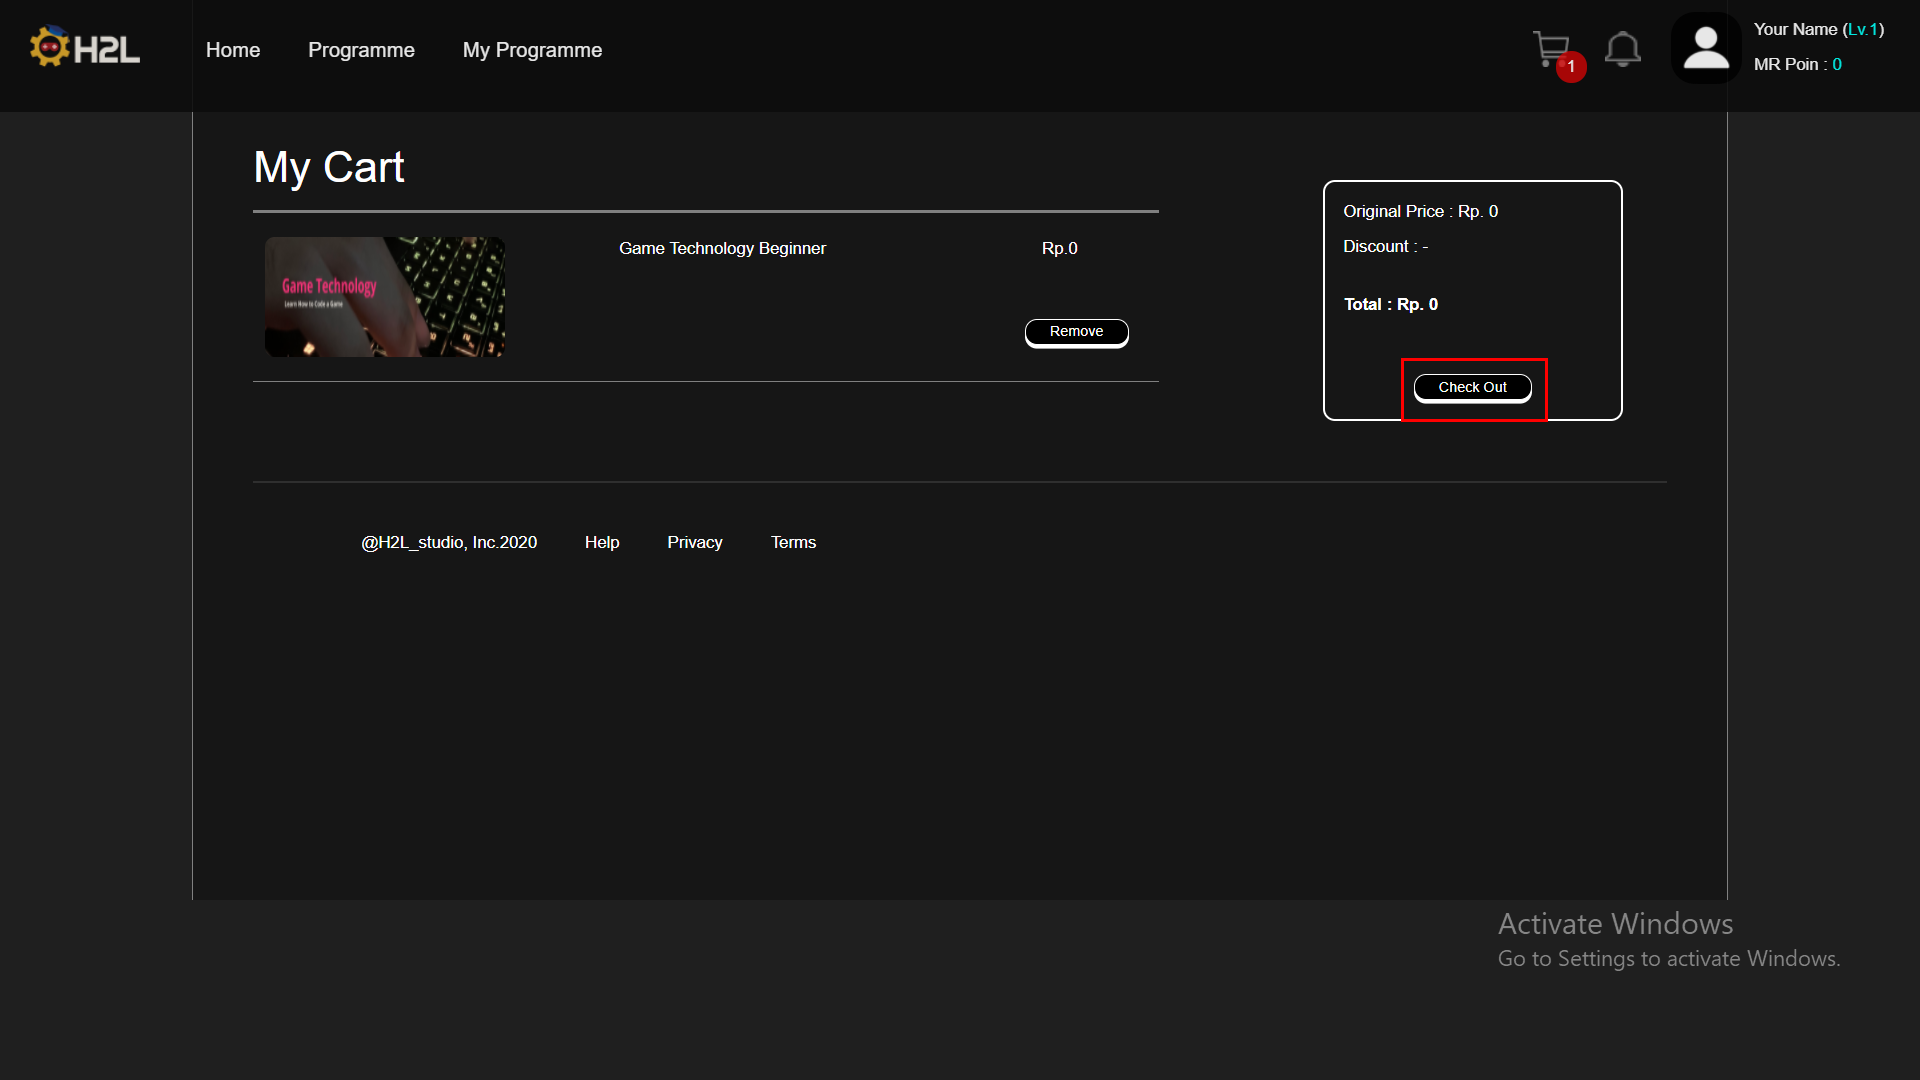 H2L
Home Programme My Programme
1
Your Name (Lv.1)
MR Poin : 0
My Cart
Game Technology
Learn How to Code a Game
Game Technology Beginner
Rp.0
Remove
Original Price : Rp. 0
Discount : -
Total : Rp. 0
Check Out
@H2L_studio, Inc.2020 Help Privacy Terms
Activate Windows
Go to Settings to activate Windows.